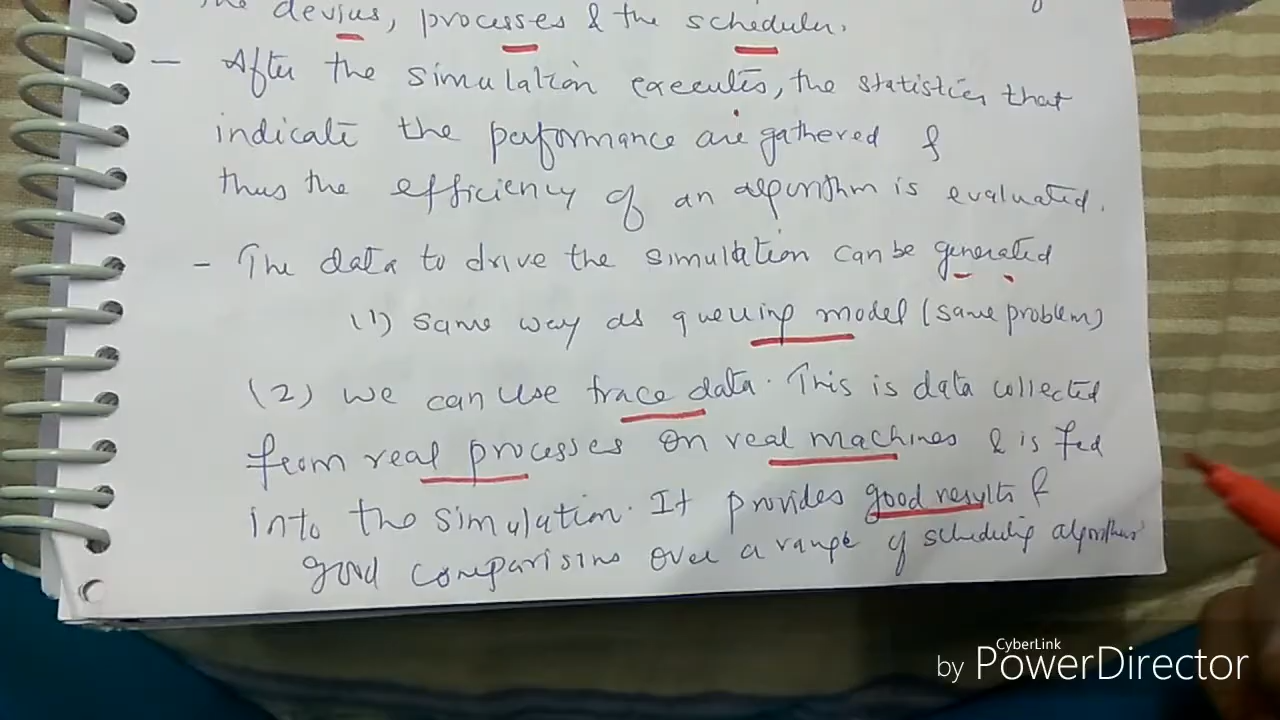 the devices, processes & the scheduler.
- After the simulation executes, the statistics that
indicate the performance are gathered &
thus the efficiency of an algorithm is evaluated.
- The data to drive the simulation can be generated
(1) same way as queuing model (same problem)
(2) we can use trace data. This is data collected
from real processes on real machines & is fed
into the simulation. It provides good results &
good comparisins over a range of scheduling algorithms
CyberLink
by PowerDirector